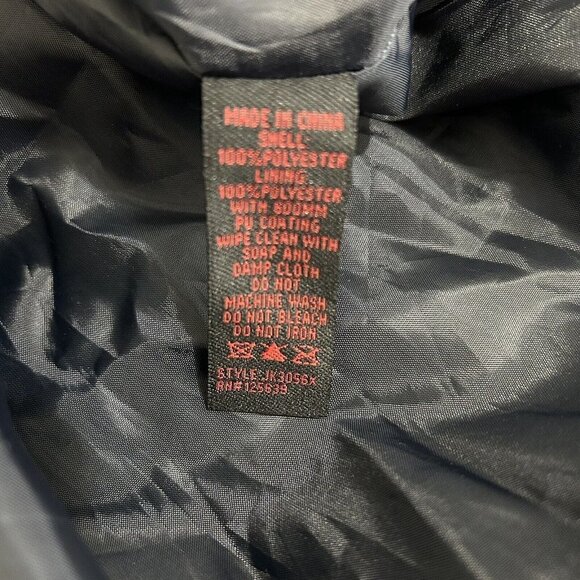 MADE IN CHINA
SHELL
100%POLYESTER
LINING
100%POLYESTER
WITH 600MM
PU COATING
WIPE CLEAN WITH
SOAP AND
DAMP CLOTH
DO NOT
MACHINE WASH
DO NOT BLEACH
DO NOT IRON
STYLE:JK3056X
RN#125639